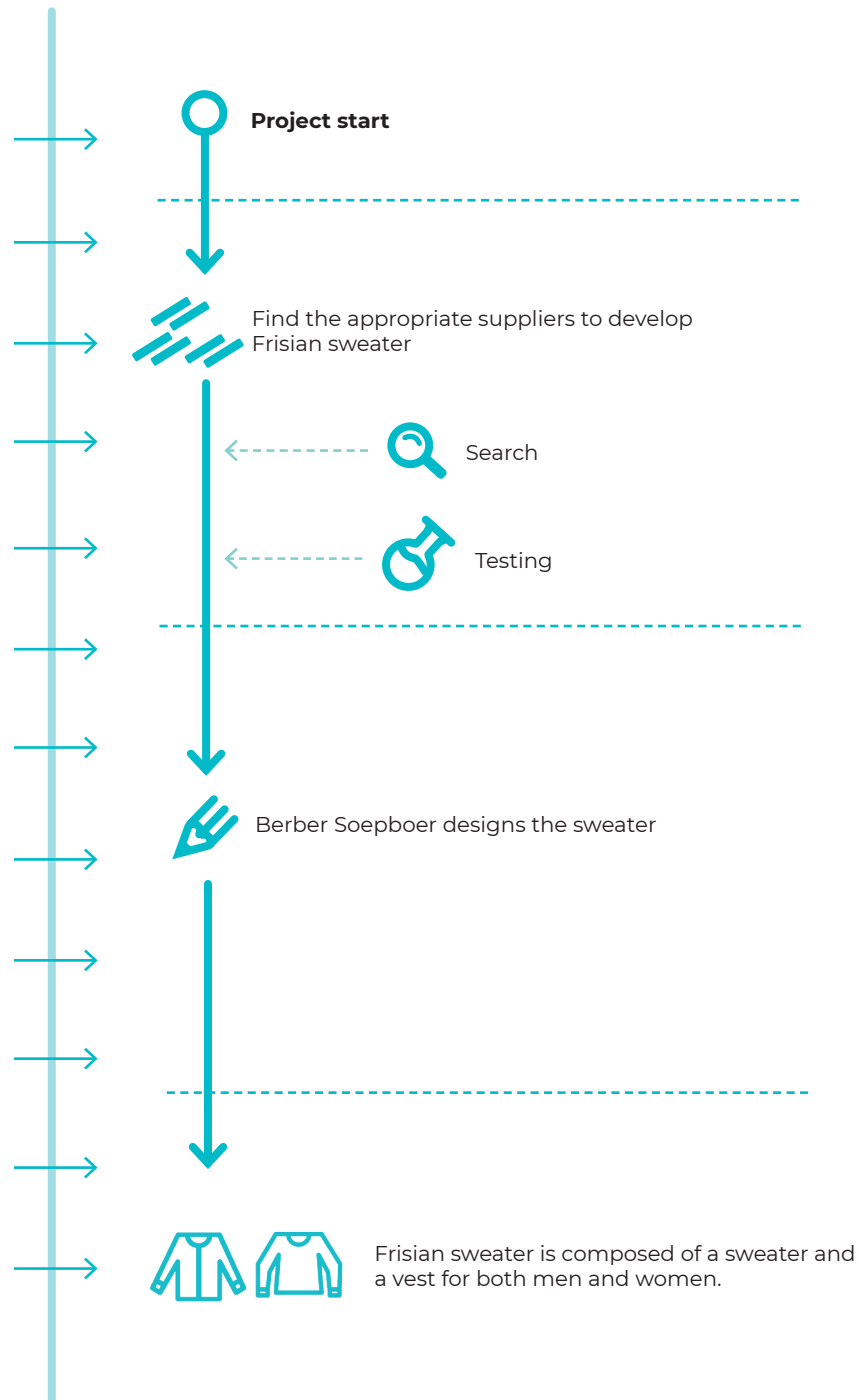 Project start
Find the appropriate suppliers to develop
Frisian sweater
Search
Testing
Berber Soepboer designs the sweater
Frisian sweater is composed of a sweater and
a vest for both men and women.